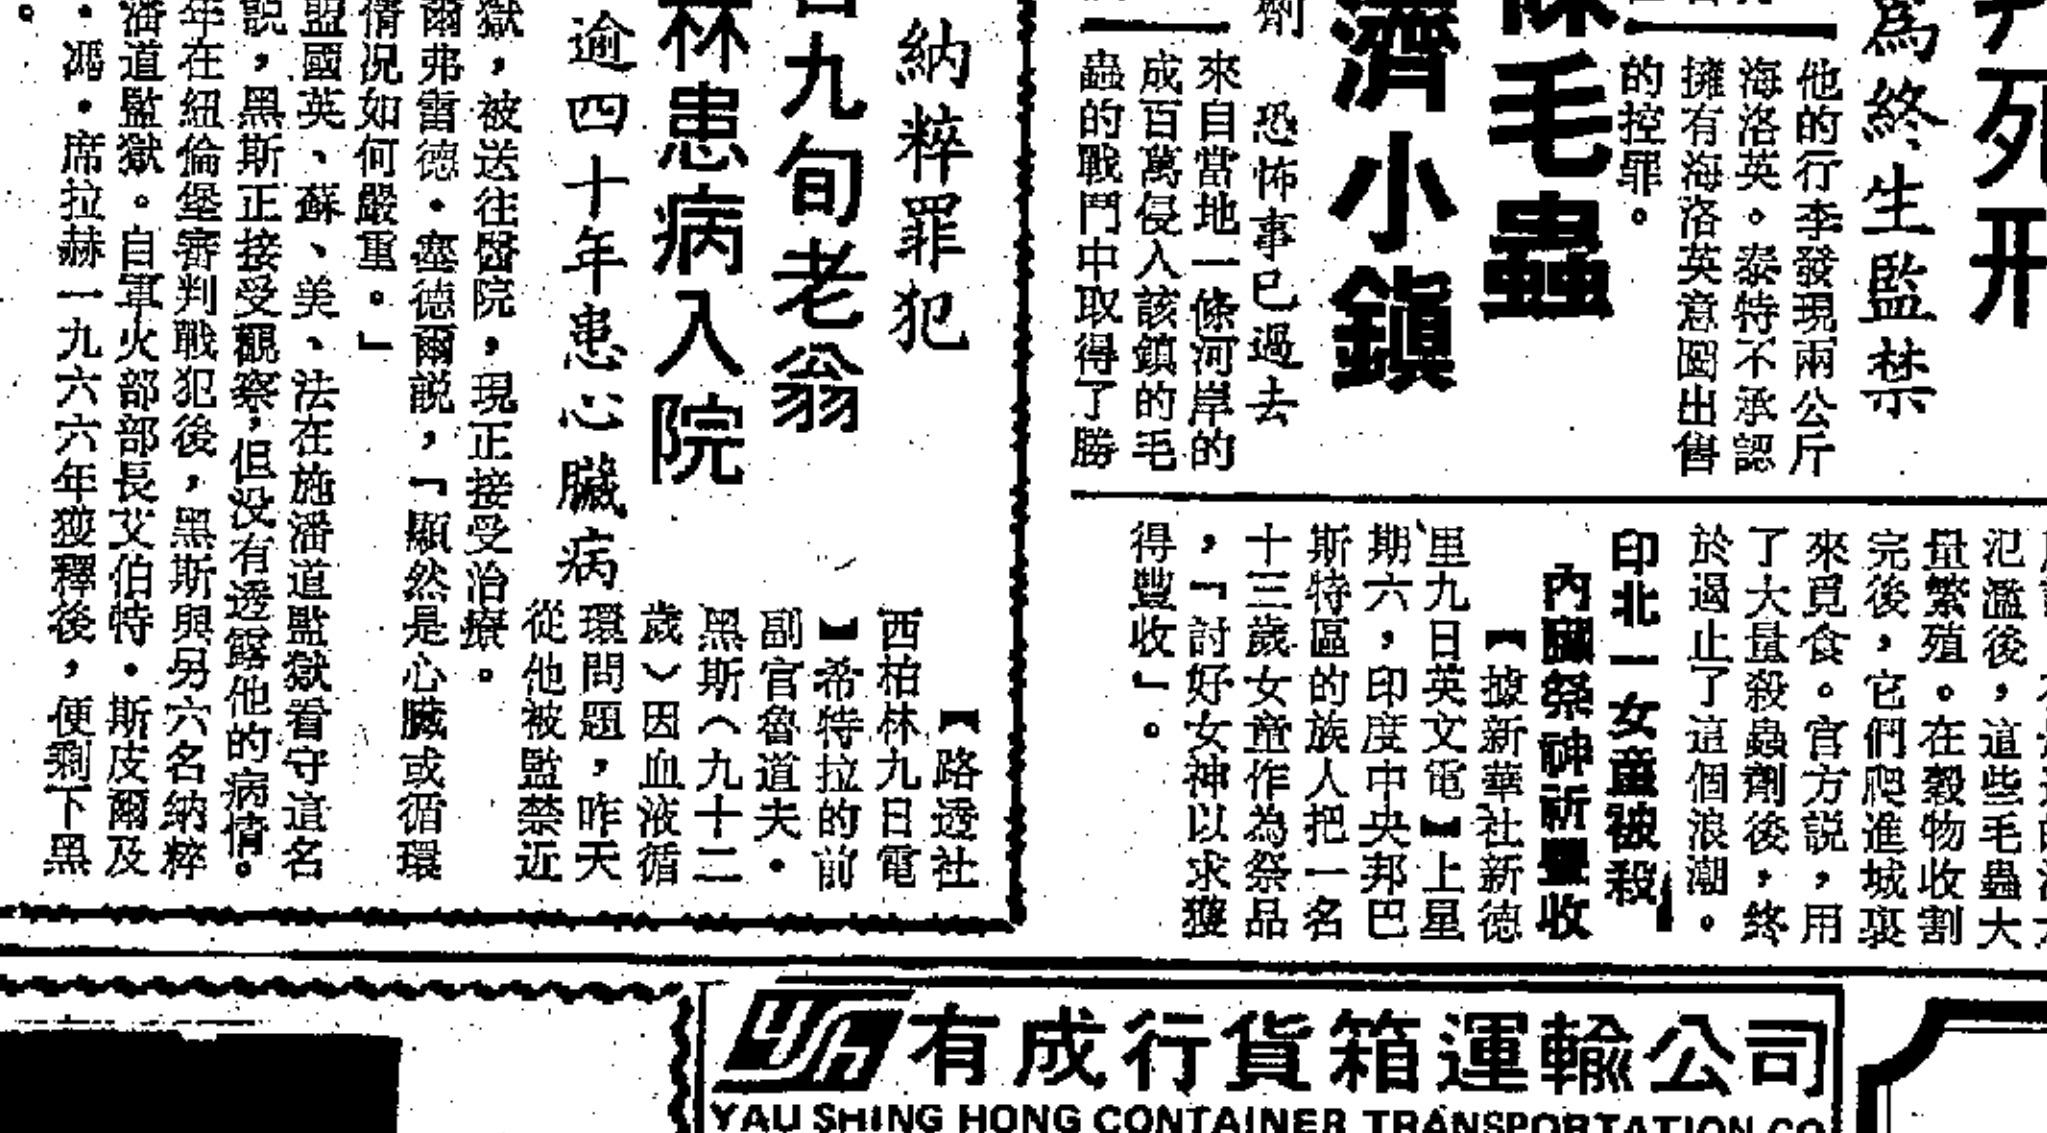 死刑
為終生監禁
他的行李發現兩公斤
海洛英。泰特不承認
擁有海洛英意圖出售
的控罪。
毛蟲
濟小鎮
劑 恐怖事已過去
來自當地一條河岸的
成百萬侵入該鎮的毛
蟲的戰鬥中取得了勝
氾濫後，這些毛蟲大
量繁殖。在穀物收割
完後，它們爬進城裏
來覓食。官方説，用
了大量殺蟲劑後，終
於遏止了這個浪潮。
印北一女童被殺
內臟祭神祈豐收
【據新華社新德
里九日英文電】上星
期六，印度中央邦巴
斯特區的族人把一名
十三歲女童作為祭品
，「討好女神以求獲
得豐收」。
納粹罪犯
九旬老翁
林患病入院
逾四十年患心臟病
【路透社
西柏林九日電
】希特拉的前
副官魯道夫・
黑斯（九十二
歲）因血液循
環問題，昨天
從他被監禁近
獄，被送往醫院，現正接受治療。
爾弗雷德・塞德爾説，「顯然是心臟或循環
情況如何嚴重。」
盟國英、蘇、美、法在施潘道監獄看守這名
説，黑斯正接受觀察，但没有透露他的病情。
年在紐倫堡審判戰犯後，黑斯與另六名納粹
潘道監獄。自軍火部部長艾伯特・斯皮爾及
・馮・席拉赫一九六六年獲釋後，便剩下黑
。
有成行貨箱運輸公司
YAU SHING HONG CONTAINER TRANSPORTATION CO